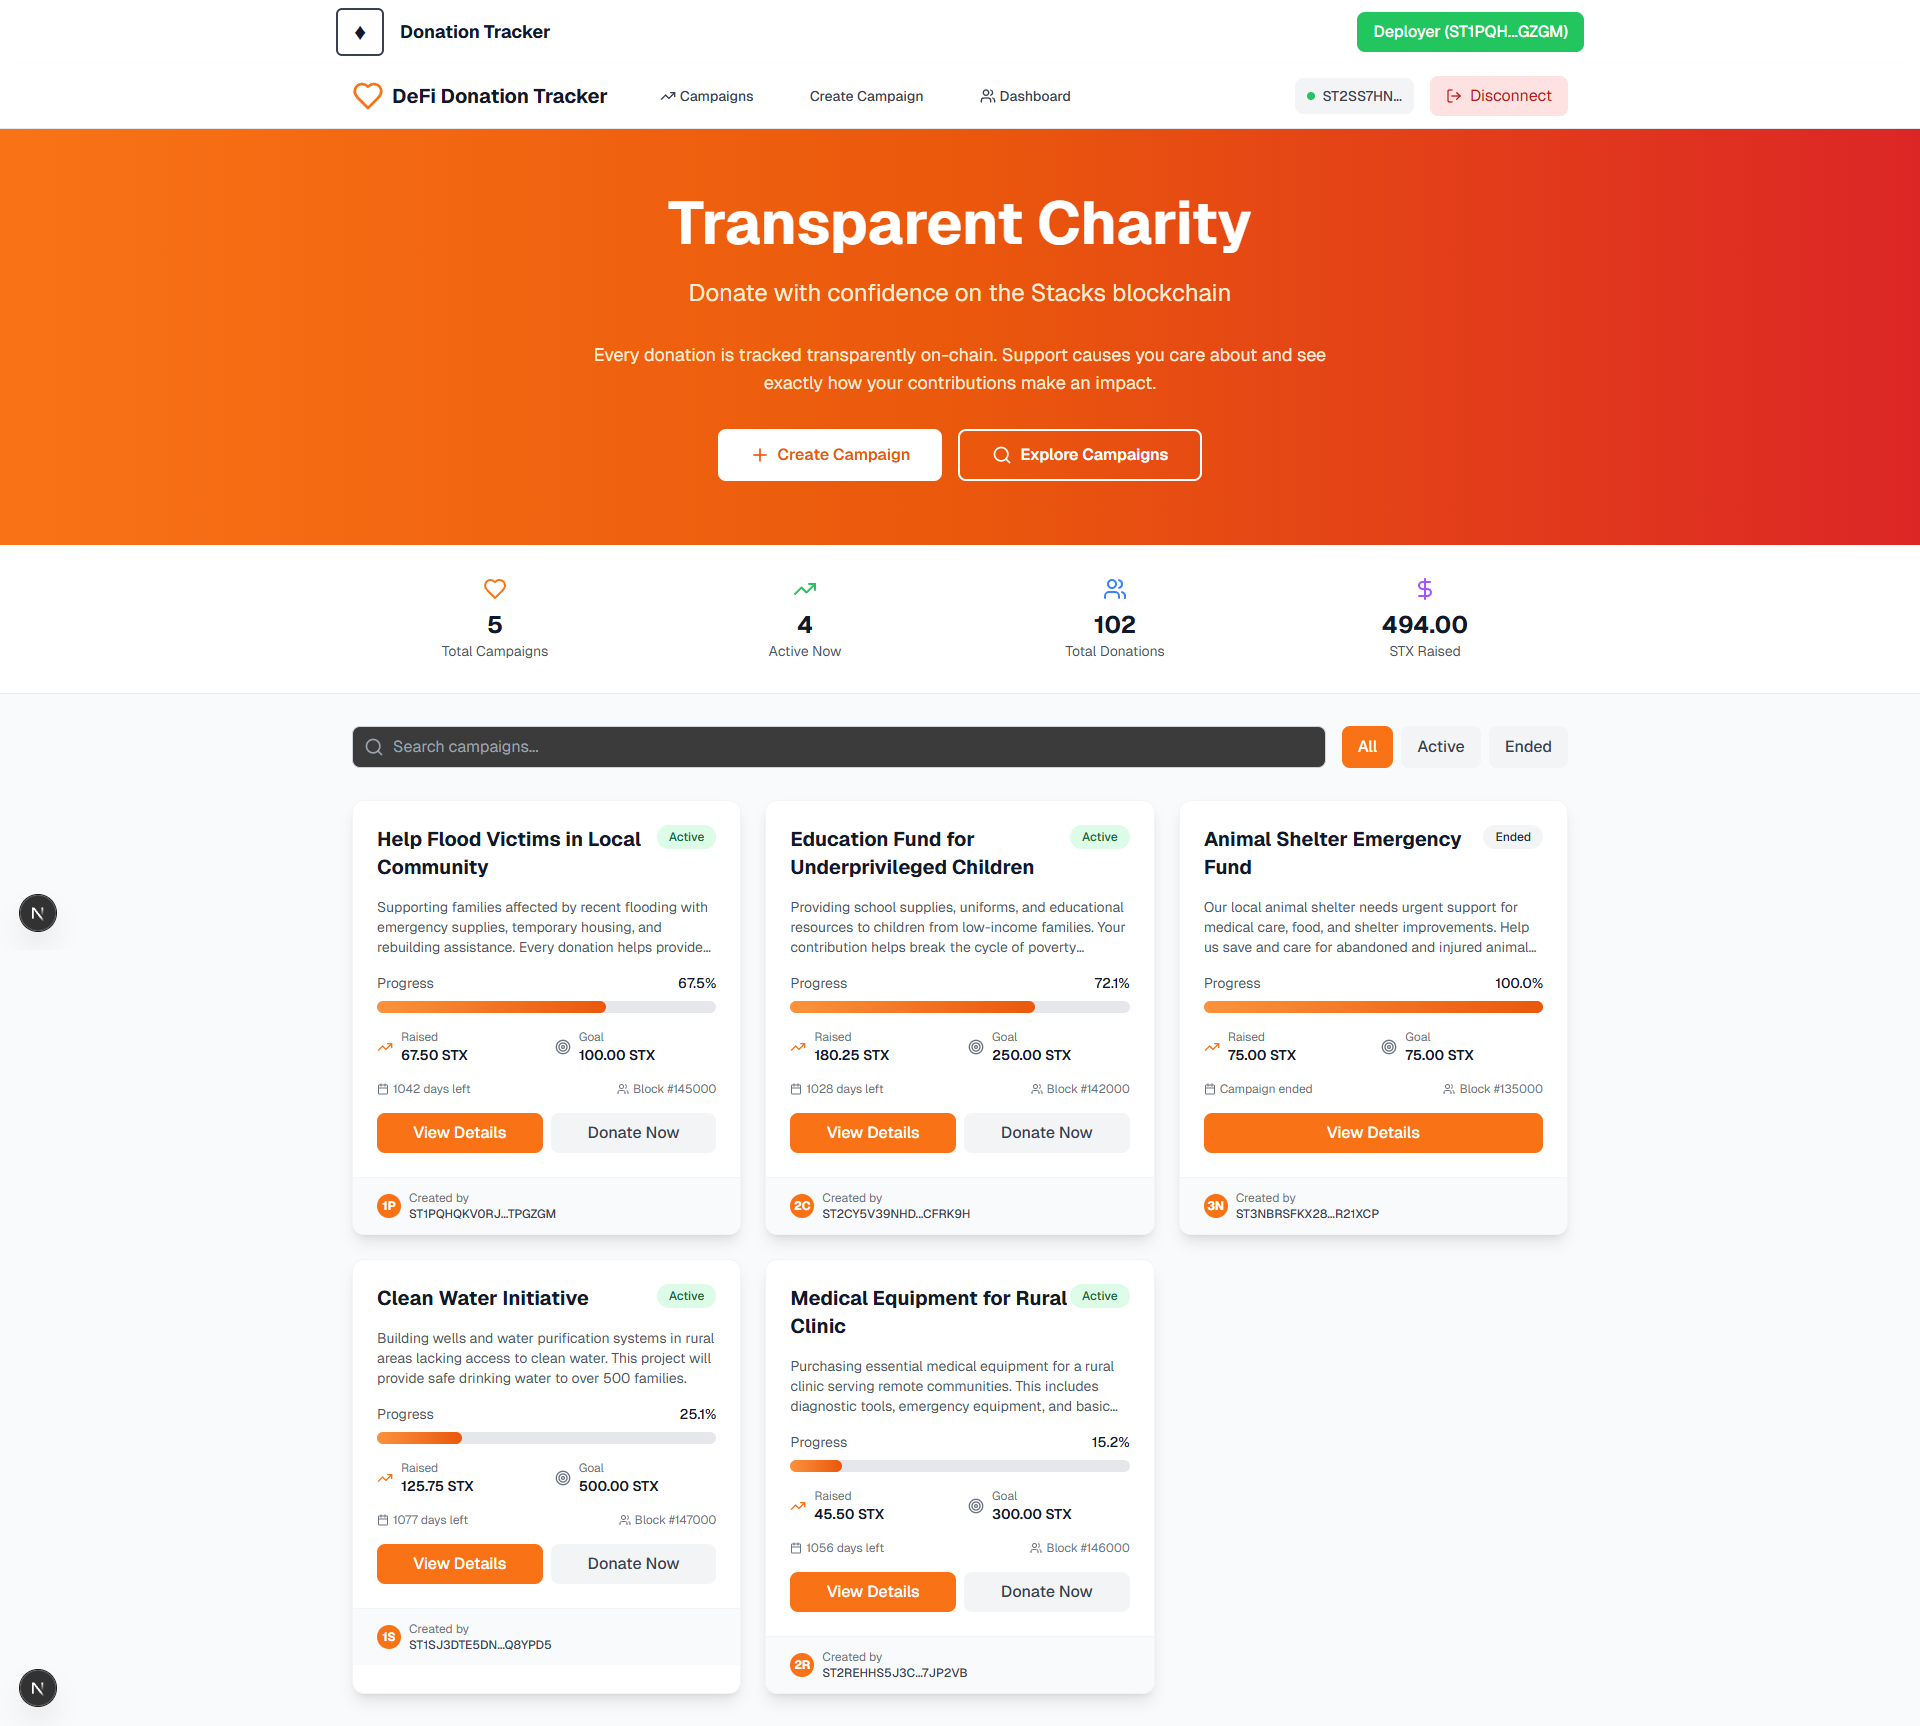 Donation Tracker
Deployer (ST1PQH...GZGM)
DeFi Donation Tracker
Campaigns
Create Campaign
Dashboard
ST2SS7HN...
Disconnect
Transparent Charity
Donate with confidence on the Stacks blockchain
Every donation is tracked transparently on-chain. Support causes you care about and see
exactly how your contributions make an impact.
Create Campaign
Explore Campaigns
5
Total Campaigns
4
Active Now
102
Total Donations
494.00
STX Raised
Search campaigns...
All
Active
Ended
Help Flood Victims in Local
Community
Active
Supporting families affected by recent flooding with
emergency supplies, temporary housing, and
rebuilding assistance. Every donation helps provide...
Progress
67.5%
Raised
67.50 STX
Goal
100.00 STX
1042 days left
Block #145000
View Details
Donate Now
1P
Created by
ST1PQHQKV0RJ...TPGZGM
Education Fund for
Underprivileged Children
Active
Providing school supplies, uniforms, and educational
resources to children from low-income families. Your
contribution helps break the cycle of poverty...
Progress
72.1%
Raised
180.25 STX
Goal
250.00 STX
1028 days left
Block #142000
View Details
Donate Now
2C
Created by
ST2CY5V39NHD...CFRK9H
Animal Shelter Emergency
Fund
Ended
Our local animal shelter needs urgent support for
medical care, food, and shelter improvements. Help
us save and care for abandoned and injured animal...
Progress
100.0%
Raised
75.00 STX
Goal
75.00 STX
Campaign ended
Block #135000
View Details
3N
Created by
ST3NBRSFKX28...R21XCP
Clean Water Initiative
Active
Building wells and water purification systems in rural
areas lacking access to clean water. This project will
provide safe drinking water to over 500 families.
Progress
25.1%
Raised
125.75 STX
Goal
500.00 STX
1077 days left
Block #147000
View Details
Donate Now
1S
Created by
ST1SJ3DTE5DN...Q8YPD5
Medical Equipment for Rural
Clinic
Active
Purchasing essential medical equipment for a rural
clinic serving remote communities. This includes
diagnostic tools, emergency equipment, and basic...
Progress
15.2%
Raised
45.50 STX
Goal
300.00 STX
1056 days left
Block #146000
View Details
Donate Now
2R
Created by
ST2REHHS5J3C...7JP2VB
N
N